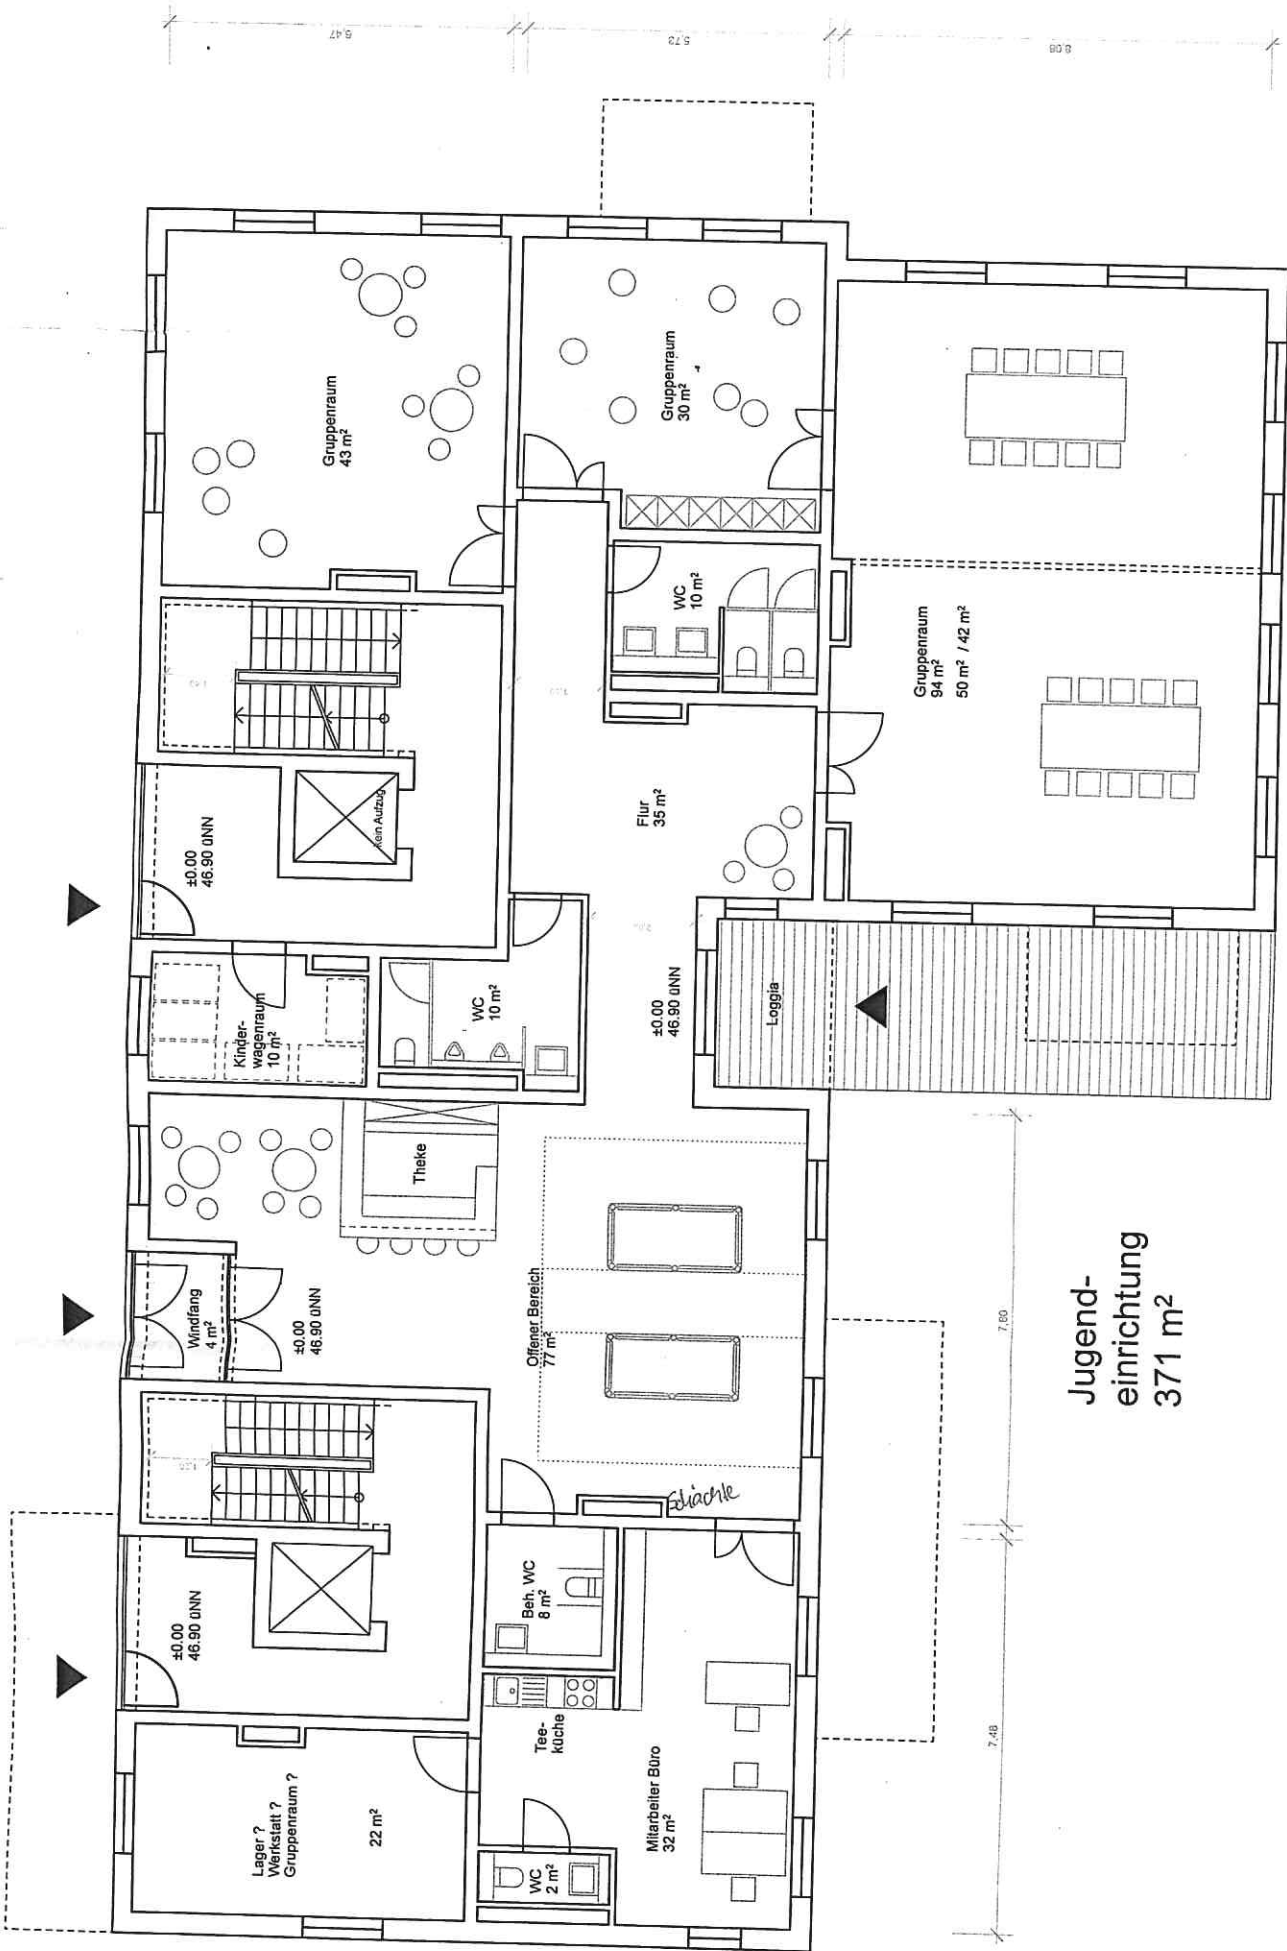 Lager ?
Werkstatt ?
Gruppenraum ?
22 m²
WC
2 m²
Tee-
küche
Mitarbeiter Büro
32 m²
±0.00
46.90 üNN
Beh. WC
8 m²
Schächte
1,20
Windfang
4 m²
±0.00
46.90 üNN
Offener Bereich
77 m²
Theke
Kinder-
wagenraum
10 m²
WC
10 m²
±0.00
46.90 üNN
Loggia
±0.00
46.90 üNN
Kein Aufzug
Flur
35 m²
WC
10 m²
Gruppenraum
94 m²
50 m² / 42 m²
Gruppenraum
43 m²
Gruppenraum
30 m²
7,48
7,60
6,47
5,73
8,08
Jugend-
einrichtung
371 m²